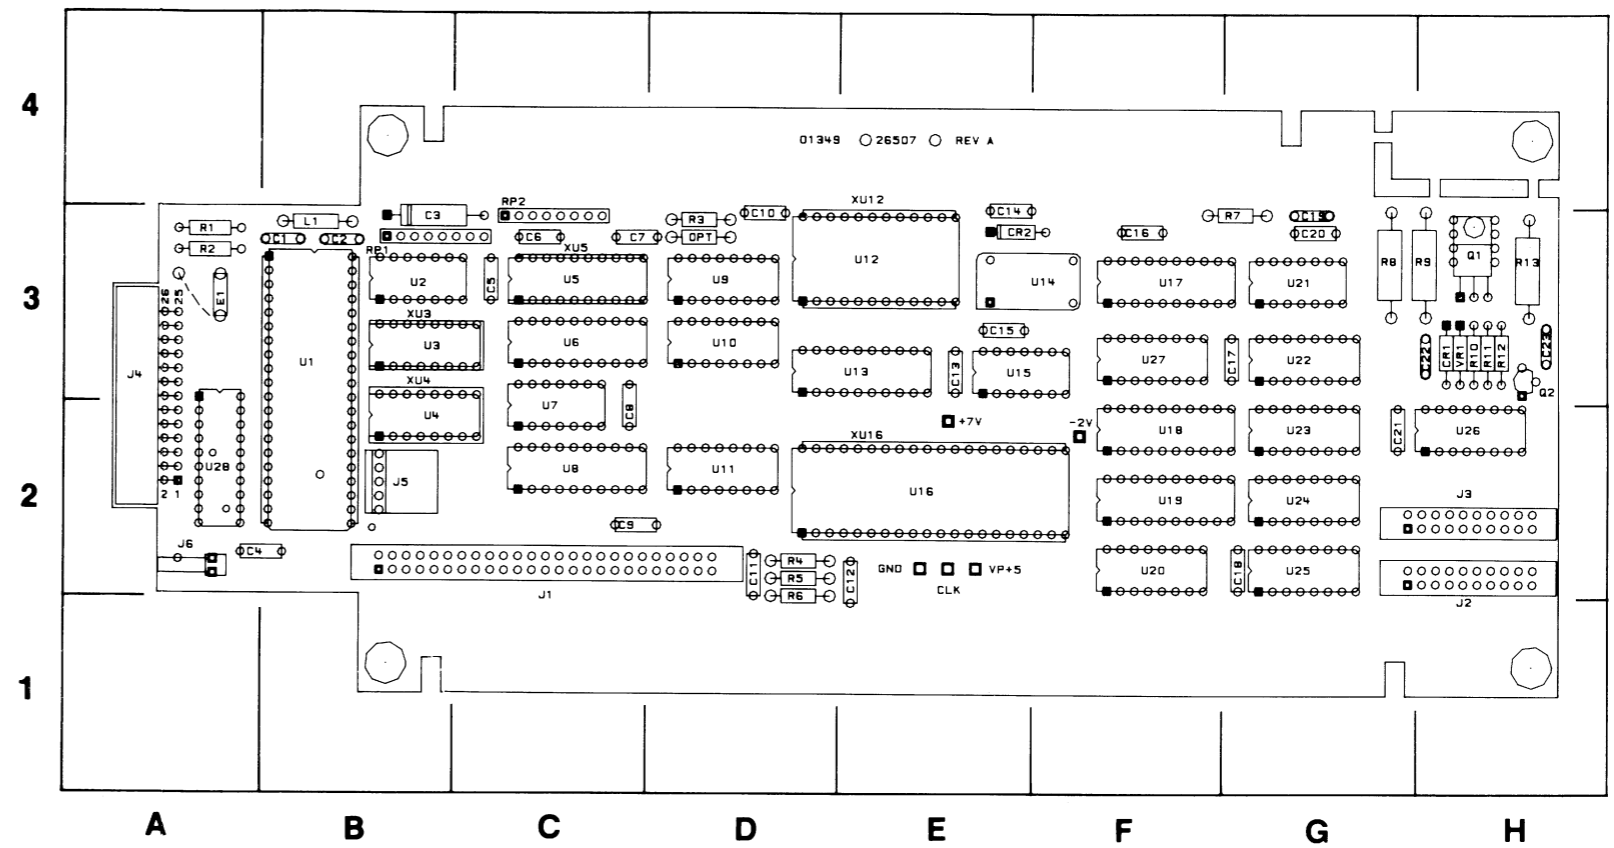 4
01349 26507 REV A
RP2
XU12
R1
L1
C3
R3
C10
C14
R7
C19
R2
C1
C2
RP1
C6
C7
OPT
CR2
C16
C20
XU5
U12
Q1
3
E1
U2
C5
U5
U9
U14
U17
U21
R8
R9
R13
26
25
XU3
U1
U3
U6
U10
C15
J4
XU4
U13
C13
U15
U27
C17
U22
C22
CR1
VR1
R10
R11
R12
C23
U4
U7
C8
+7V
-2V
Q2
XU16
U18
U23
C21
U26
U28
U8
U11
2
2 1
J5
U16
U19
U24
J3
C9
J6
C4
C11
R4
R5
R6
C12
GND
VP+5
CLK
U20
C18
U25
J1
J2
1
A B C D E F G H